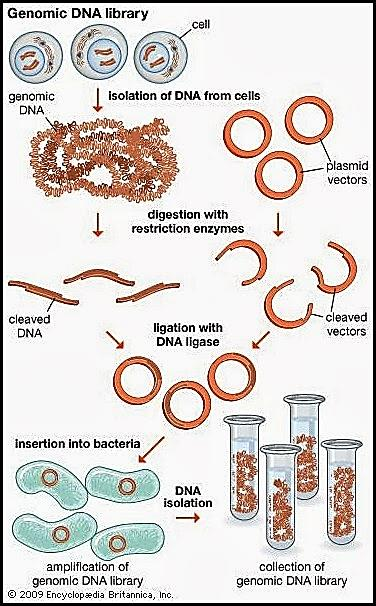 Genomic DNA library
cell
isolation of DNA from cells
genomic
DNA
plasmid
vectors
digestion with
restriction enzymes
cleaved
DNA
cleaved
vectors
ligation with
DNA ligase
insertion into bacteria
DNA
isolation
amplification of
genomic DNA library
collection of
genomic DNA library
© 2009 Encyclopædia Britannica, Inc.